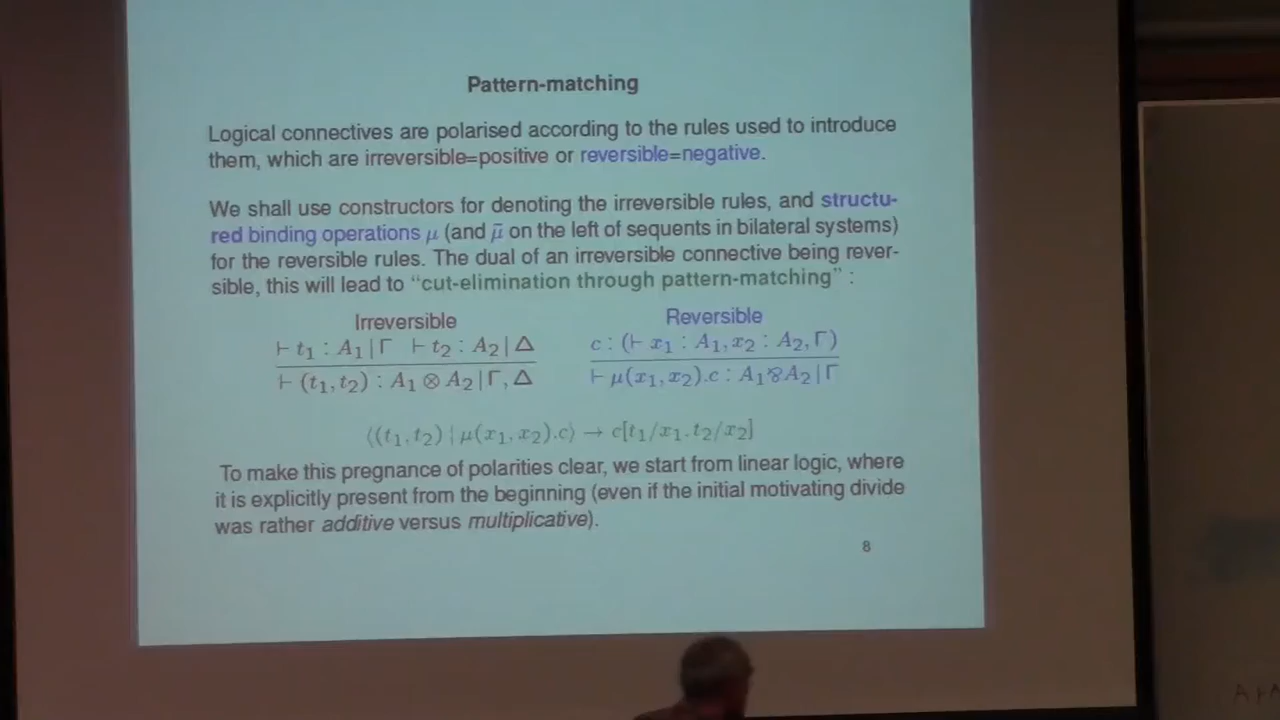 Pattern-matching
Logical connectives are polarised according to the rules used to introduce
them, which are irreversible=positive or reversible=negative.
We shall use constructors for denoting the irreversible rules, and structu-
red binding operations μ (and μ̃ on the left of sequents in bilateral systems)
for the reversible rules. The dual of an irreversible connective being rever-
sible, this will lead to “cut-elimination through pattern-matching” :
Irreversible
⊢ t₁ : A₁ | Γ ⊢ t₂ : A₂ | Δ
⊢ (t₁, t₂) : A₁ ⊗ A₂ | Γ, Δ
Reversible
c : (⊢ x₁ : A₁, x₂ : A₂, Γ)
⊢ μ(x₁, x₂).c : A₁⅋A₂ | Γ
⟨(t₁, t₂) | μ(x₁, x₂).c⟩ → c[t₁/x₁, t₂/x₂]
To make this pregnance of polarities clear, we start from linear logic, where
it is explicitly present from the beginning (even if the initial motivating divide
was rather additive versus multiplicative).
8